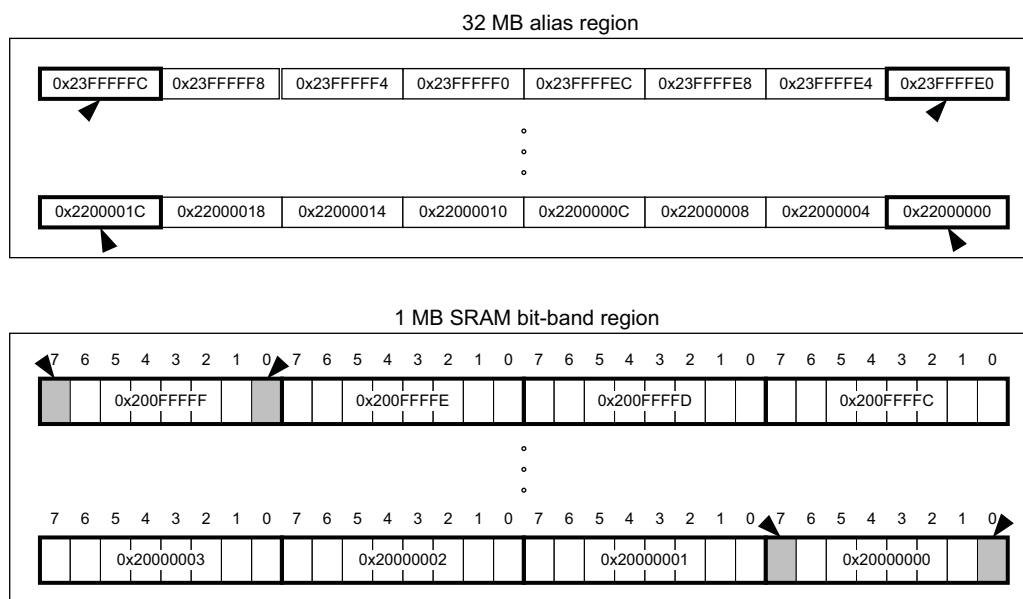 32 MB alias region
0x23FFFFFC 0x23FFFFF8 0x23FFFFF4 0x23FFFFF0 0x23FFFFEC 0x23FFFFE8 0x23FFFFE4 0x23FFFFE0
0x2200001C 0x22000018 0x22000014 0x22000010 0x2200000C 0x22000008 0x22000004 0x22000000
1 MB SRAM bit-band region
7 6 5 4 3 2 1 0 7 6 5 4 3 2 1 0 7 6 5 4 3 2 1 0 7 6 5 4 3 2 1 0
0x200FFFFF 0x200FFFFE 0x200FFFFD 0x200FFFFC
7 6 5 4 3 2 1 0 7 6 5 4 3 2 1 0 7 6 5 4 3 2 1 0 7 6 5 4 3 2 1 0
0x20000003 0x20000002 0x20000001 0x20000000